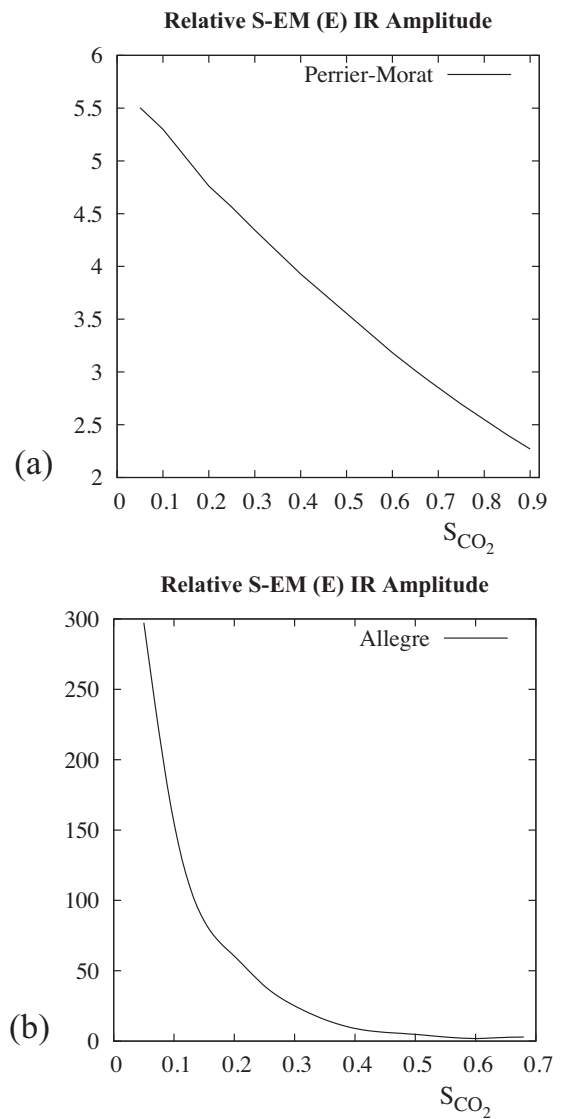 Relative S-EM (E) IR Amplitude
6
Perrier-Morat
5.5
5
4.5
4
3.5
3
2.5
2
(a)
0 0.1 0.2 0.3 0.4 0.5 0.6 0.7 0.8 0.9
S_CO₂
Relative S-EM (E) IR Amplitude
300
Allegre
250
200
150
100
50
0
(b)
0 0.1 0.2 0.3 0.4 0.5 0.6 0.7
S_CO₂